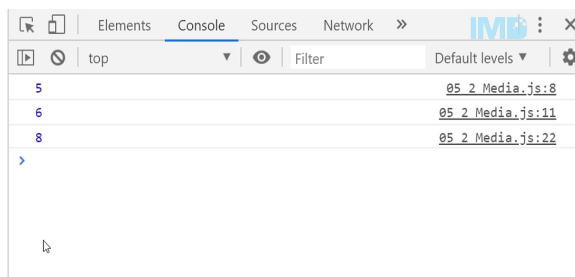 Elements Console Sources Network »
IMD
top Filter Default levels ▼
5 05 2 Media.js:8
6 05 2 Media.js:11
8 05 2 Media.js:22